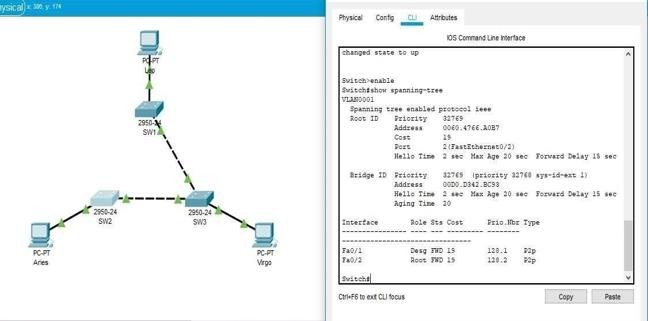 ysical x: 386, y: 174
PC-PT
Leo
2950-24
SW1
2950-24
SW2
2950-24
SW3
PC-PT
Aries
PC-PT
Virgo
Physical Config CLI Attributes
IOS Command Line Interface
changed state to up
Switch>enable
Switch#show spanning-tree
VLAN0001
Spanning tree enabled protocol ieee
Root ID Priority 32769
Address 0060.4766.A0B7
Cost 19
Port 2(FastEthernet0/2)
Hello Time 2 sec Max Age 20 sec Forward Delay 15 sec
Bridge ID Priority 32769 (priority 32768 sys-id-ext 1)
Address 00D0.D342.BC93
Hello Time 2 sec Max Age 20 sec Forward Delay 15 sec
Aging Time 20
Interface Role Sts Cost Prio.Nbr Type
---------------- ---- --- --------- -------- --------------------------------
Fa0/1 Desg FWD 19 128.1 P2p
Fa0/2 Root FWD 19 128.2 P2p
Switch#
Ctrl+F6 to exit CLI focus
Copy Paste